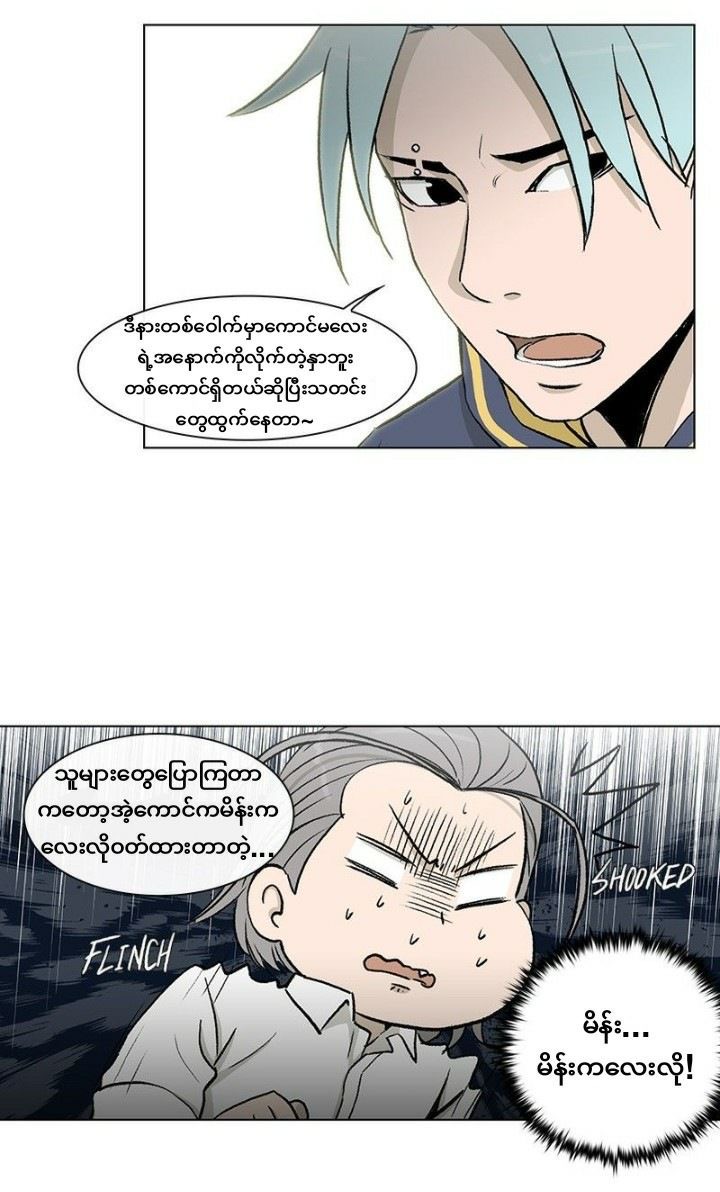 ဒီနားတစ်ဝေါက်မှာကောင်မလေး
ရဲ့အနောက်ကိုလိုက်တဲ့နှာဘူး
တစ်ကောင်ရှိတယ်ဆိုပြီးသတင်း
တွေထွက်နေတာ~
သူများတွေပြောကြတာ
ကတော့အဲ့ကောင်ကမိန်းက
လေးလိုဝတ်ထားတာတဲ့...
SHOOKED
FLINCH
မိန်း...
မိန်းကလေးလို!